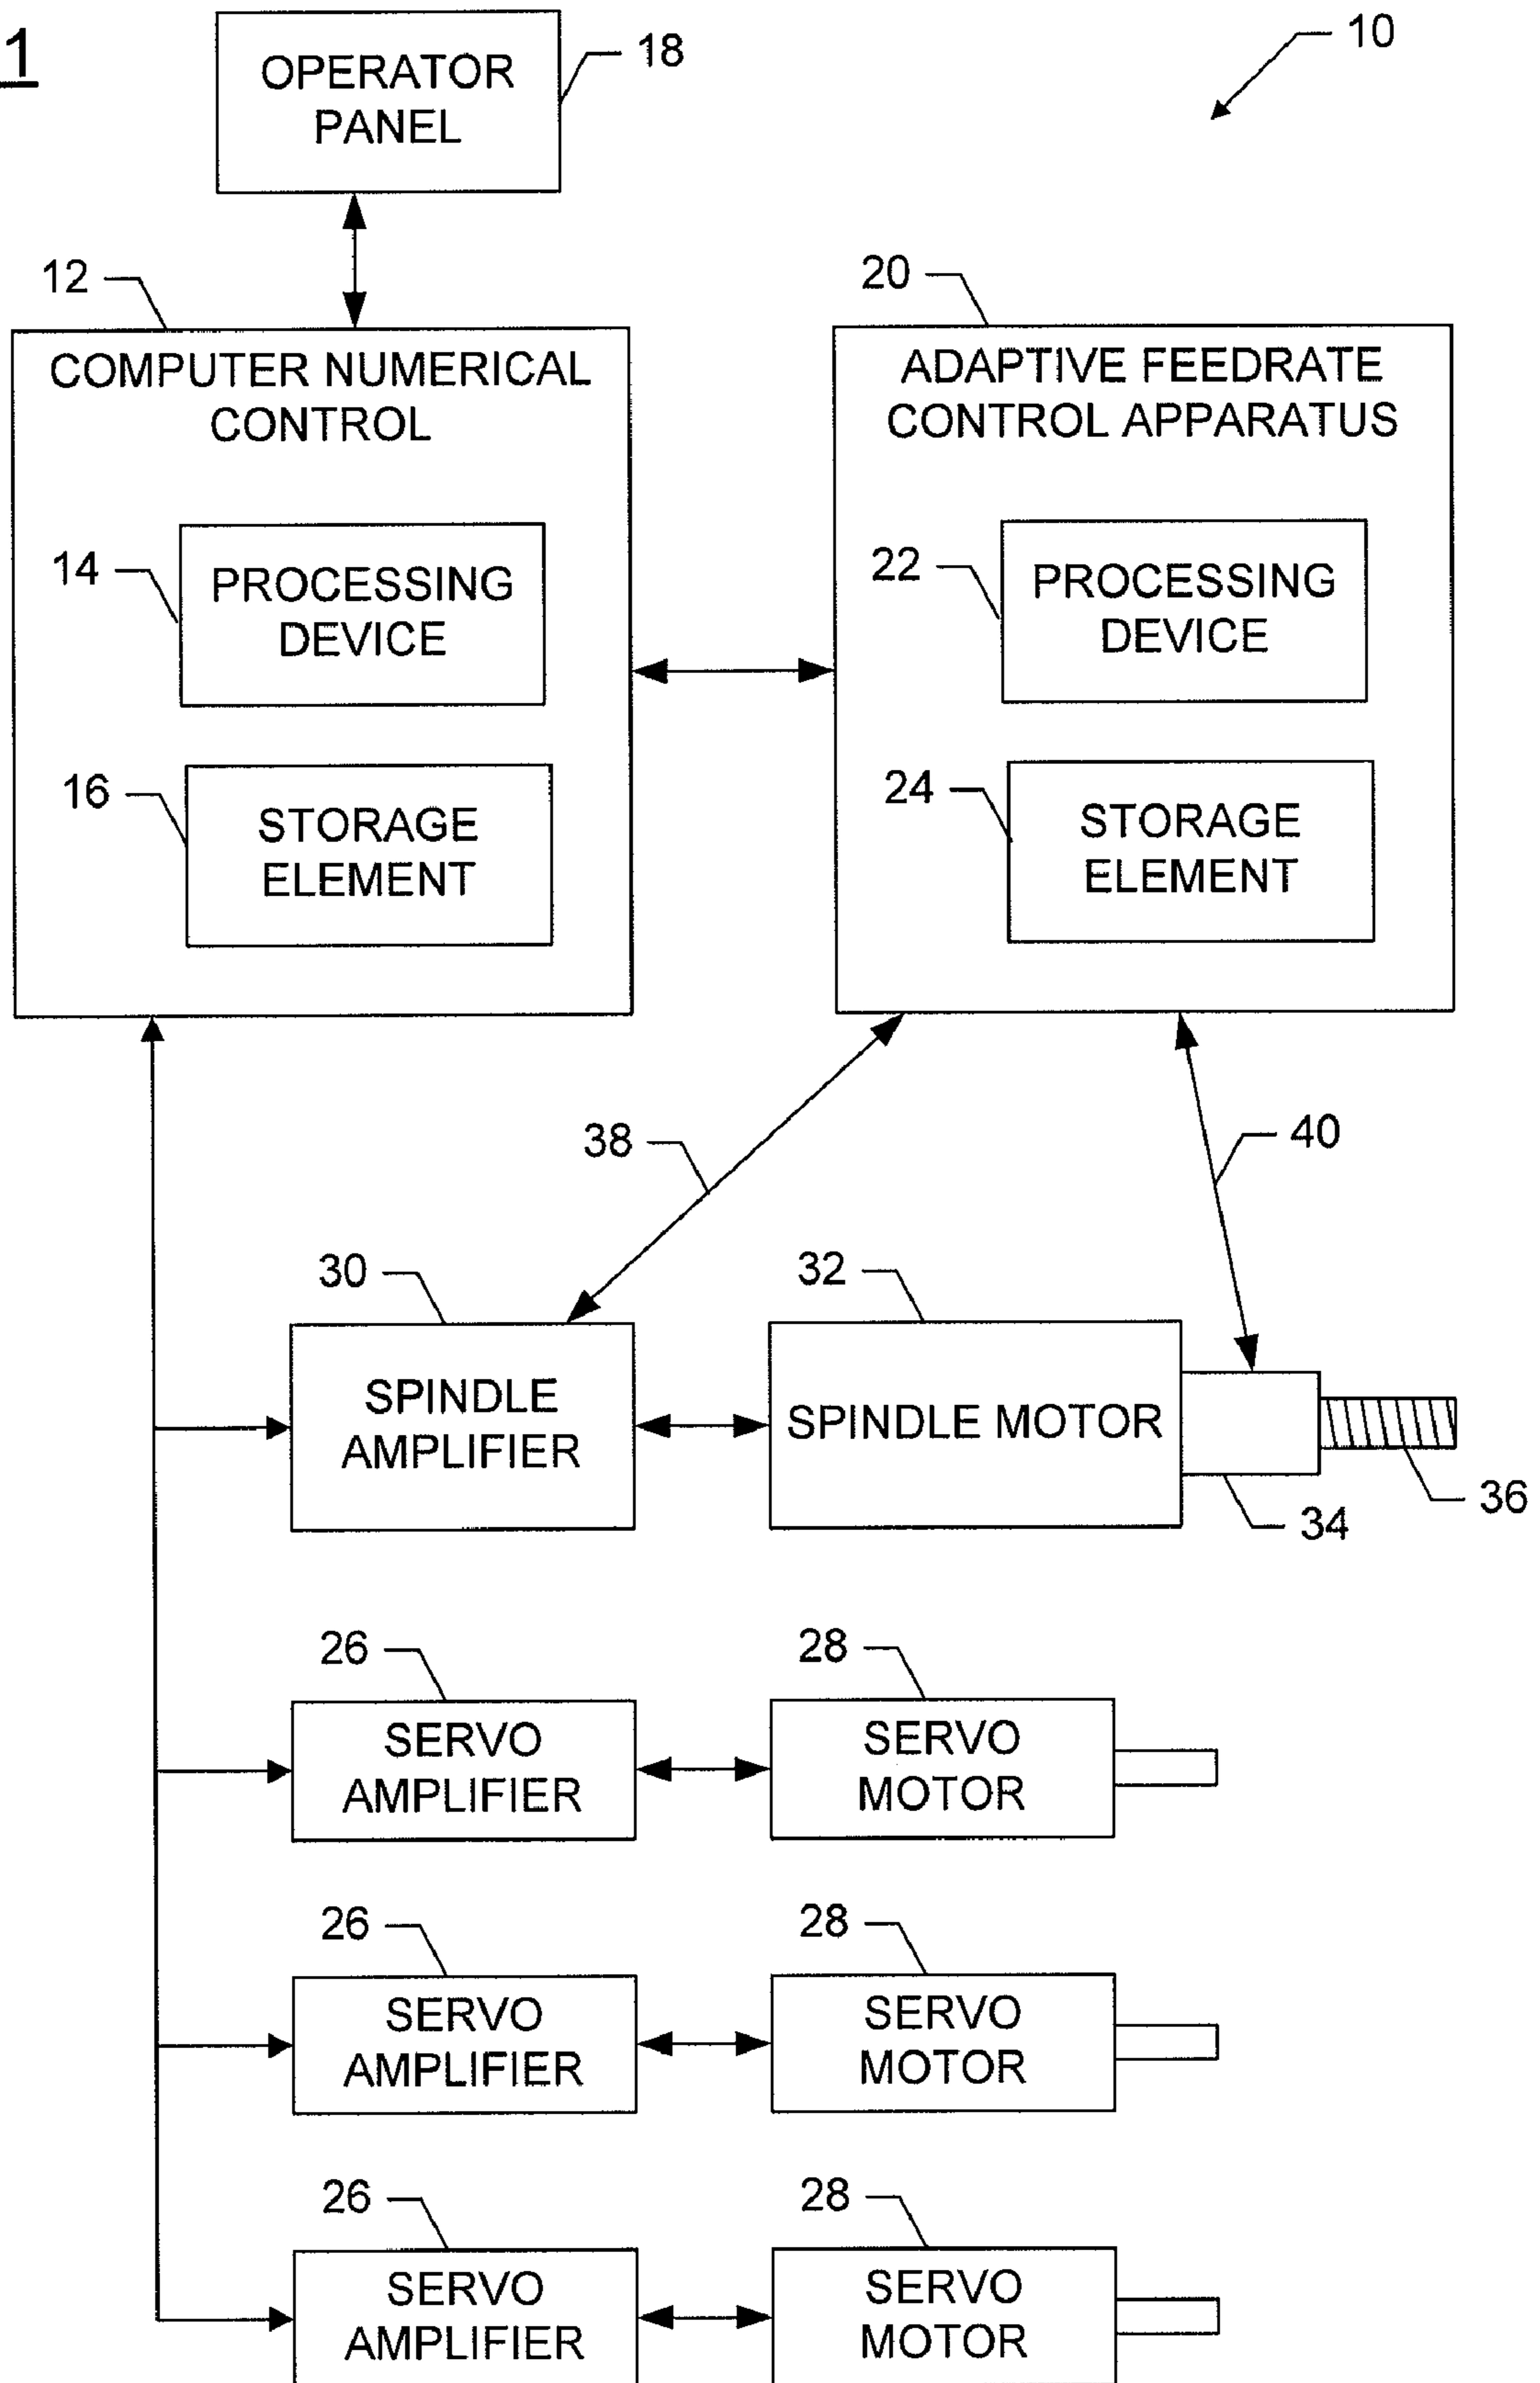 1
OPERATOR
PANEL
18
10
12
COMPUTER NUMERICAL
CONTROL
14
PROCESSING
DEVICE
16
STORAGE
ELEMENT
20
ADAPTIVE FEEDRATE
CONTROL APPARATUS
22
PROCESSING
DEVICE
24
STORAGE
ELEMENT
38
40
30
SPINDLE
AMPLIFIER
32
SPINDLE MOTOR
34
36
26
SERVO
AMPLIFIER
28
SERVO
MOTOR
26
SERVO
AMPLIFIER
28
SERVO
MOTOR
26
SERVO
AMPLIFIER
28
SERVO
MOTOR